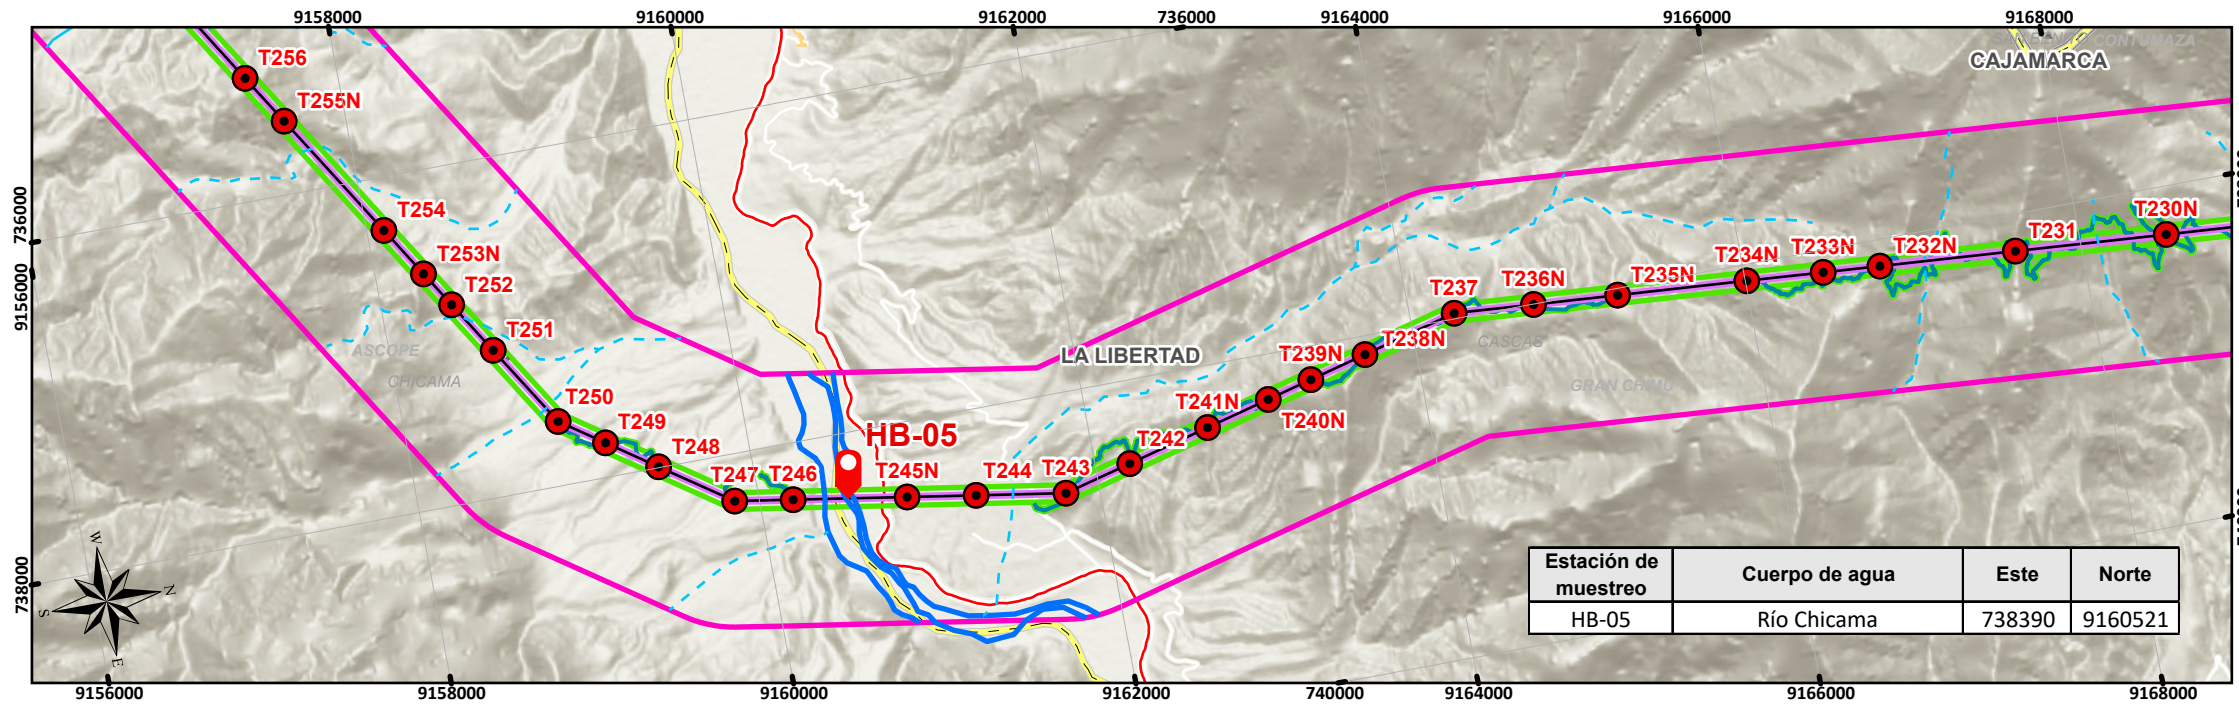 9158000
9160000
9162000
736000
9164000
9166000
9168000
CONTUMAZA
CAJAMARCA
T256
T255N
T254
T253N
T252
T251
T250
T249
T248
T247
T246
HB-05
T245N
T244
T243
T242
T241N
T240N
T239N
T238N
T237
T236N
T235N
T234N
T233N
T232N
T231
T230N
LA LIBERTAD
ASCOPE
CHICAMA
CASCAS
GRAN CHIMU
736000
9156000
738000
W
N
S
E
Estación de muestreo
Cuerpo de agua
Este
Norte
HB-05
Río Chicama
738390
9160521
9156000
9158000
9160000
9162000
740000
9164000
9166000
9168000